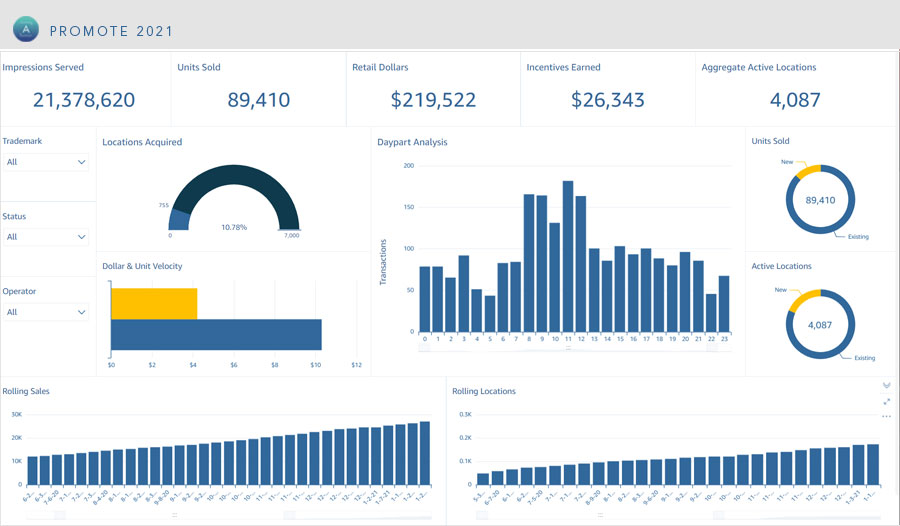 A
PROMOTE 2021
Impressions Served
21,378,620
Units Sold
89,410
Retail Dollars
$219,522
Incentives Earned
$26,343
Aggregate Active Locations
4,087
Trademark
All
Status
All
Operator
All
Locations Acquired
755
10.78%
0
7,000
Dollar & Unit Velocity
$0 $2 $4 $6 $8 $10 $12
Daypart Analysis
Transactions
200
150
100
50
0
0 1 2 3 4 5 6 7 8 9 10 11 12 13 14 15 16 17 18 19 20 21 22 23
Units Sold
New
89,410
Existing
Active Locations
New
4,087
Existing
Rolling Sales
30K
20K
10K
0
Rolling Locations
0.3K
0.2K
0.1K
0